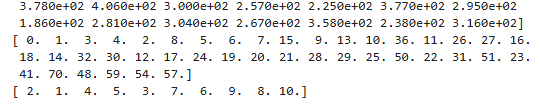 3.780e+02 4.060e+02 3.000e+02 2.570e+02 2.250e+02 3.770e+02 2.950e+02
1.860e+02 2.810e+02 3.040e+02 2.670e+02 3.580e+02 2.380e+02 3.160e+02]
[ 0. 1. 3. 4. 2. 8. 5. 6. 7. 15. 9. 13. 10. 36. 11. 26. 27. 16.
18. 14. 32. 30. 12. 17. 24. 19. 20. 21. 28. 29. 25. 50. 22. 31. 51. 23.
41. 70. 48. 59. 54. 57.]
[ 2. 1. 4. 5. 3. 7. 6. 9. 8. 10.]